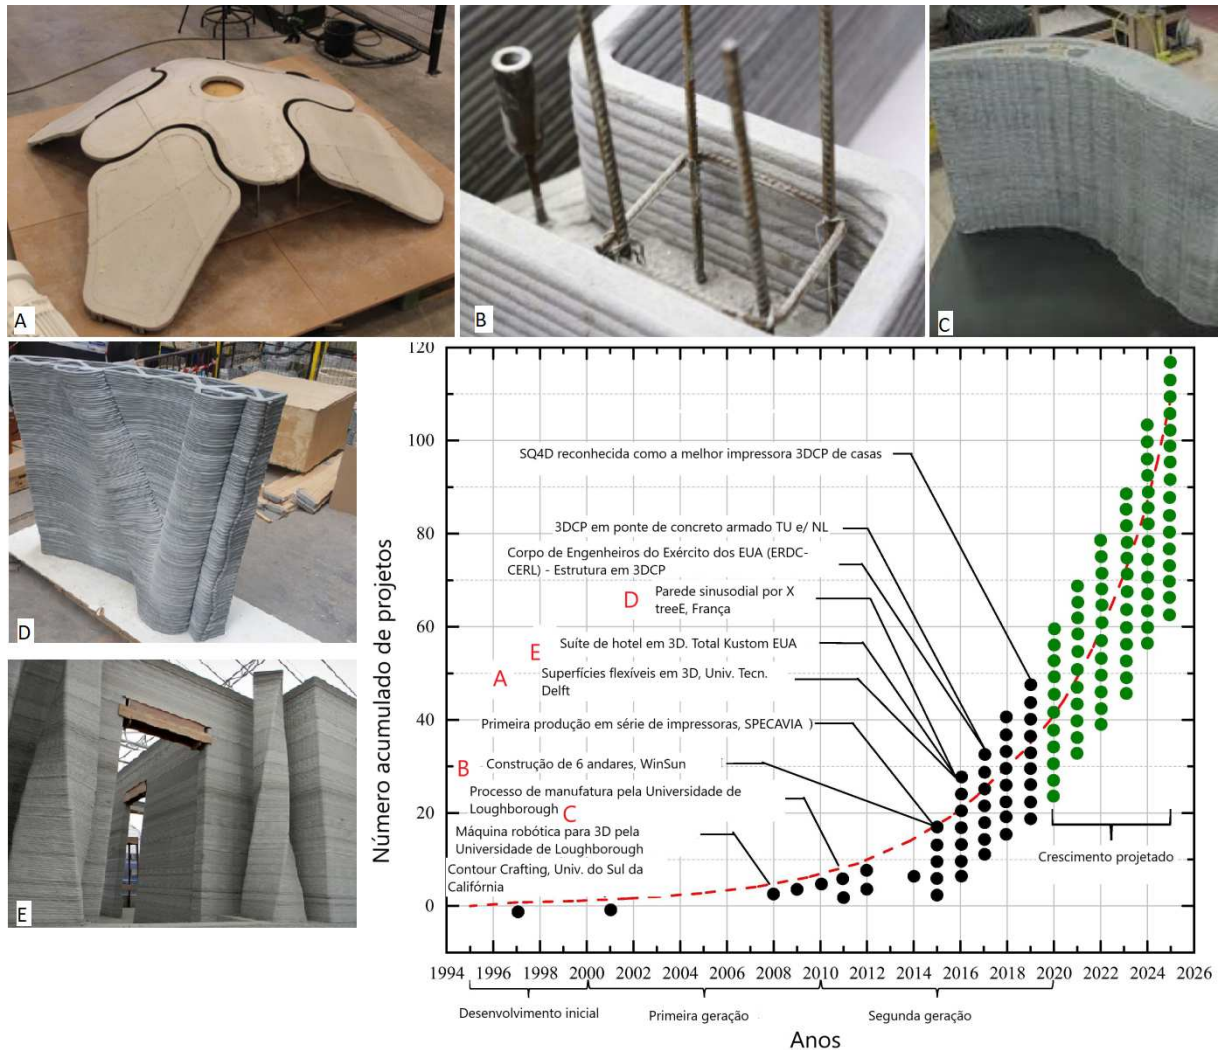 A
B
C
D
E
Número acumulado de projetos
120
100
80
60
40
20
0
SQ4D reconhecida como a melhor impressora 3DCP de casas
3DCP em ponte de concreto armado TU e/ NL
Corpo de Engenheiros do Exército dos EUA (ERDC-
CERL) - Estrutura em 3DCP
D
Parede sinusodial por X
treeE, França
E
Suíte de hotel em 3D. Total Kustom EUA
A
Superfícies flexíveis em 3D, Univ. Tecn.
Delft
Primeira produção em série de impressoras, SPECAVIA )
B
Construção de 6 andares, WinSun
Processo de manufatura pela Universidade de
Loughborough
C
Máquina robótica para 3D pela
Universidade de Loughborough
Contour Crafting, Univ. do Sul da
Califórnia
Crescimento projetado
1994 1996 1998 2000 2002 2004 2006 2008 2010 2012 2014 2016 2018 2020 2022 2024 2026
Desenvolvimento inicial
Primeira geração
Segunda geração
Anos